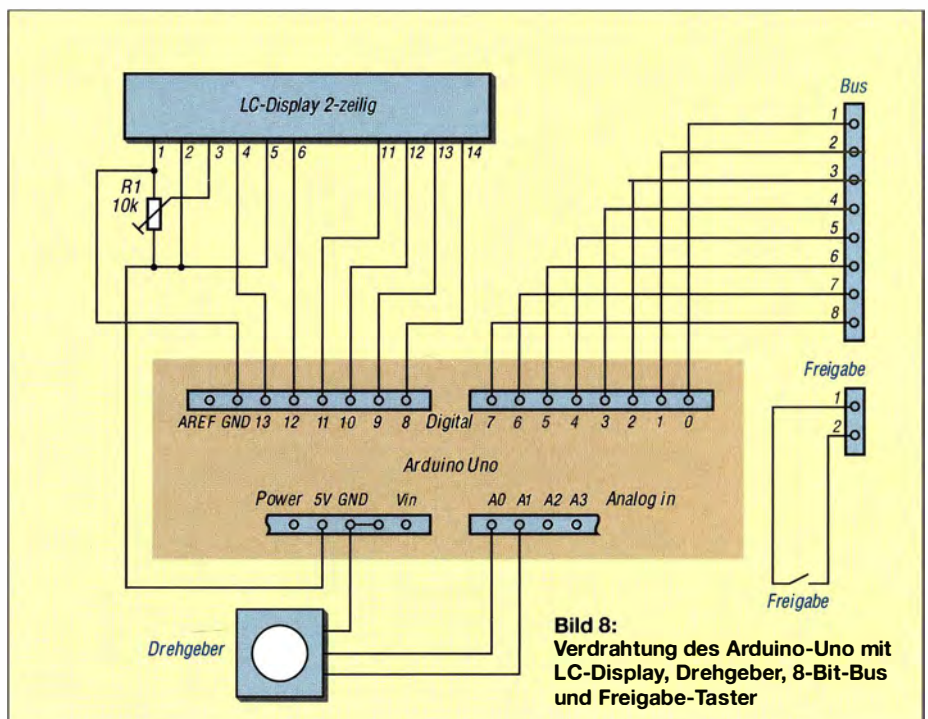 LC-Display 2-zeilig
1 2 3 4 5 6 11 12 13 14
R1
10k
Bus
1
2
3
4
5
6
7
8
Freigabe
1
2
AREF GND 13 12 11 10 9 8 Digital 7 6 5 4 3 2 1 0
Arduino Uno
Power 5V GND Vin A0 A1 A2 A3 Analog in
Freigabe
Drehgeber
Bild 8:
Verdrahtung des Arduino-Uno mit
LC-Display, Drehgeber, 8-Bit-Bus
und Freigabe-Taster